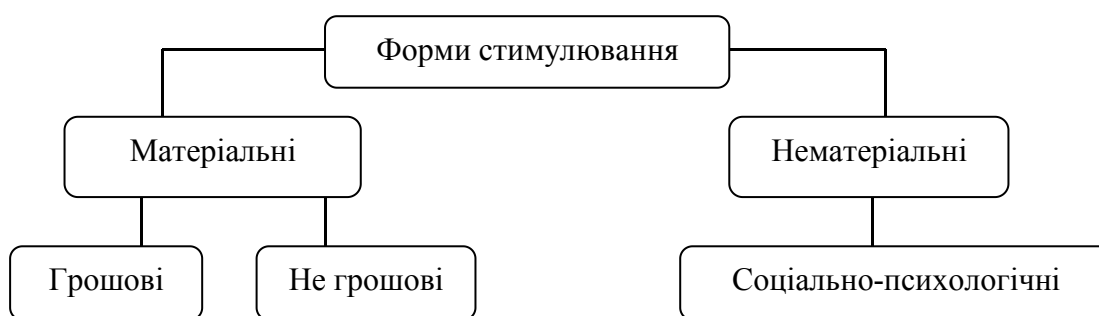 Форми стимулювання
Матеріальні
Нематеріальні
Грошові
Не грошові
Соціально-психологічні